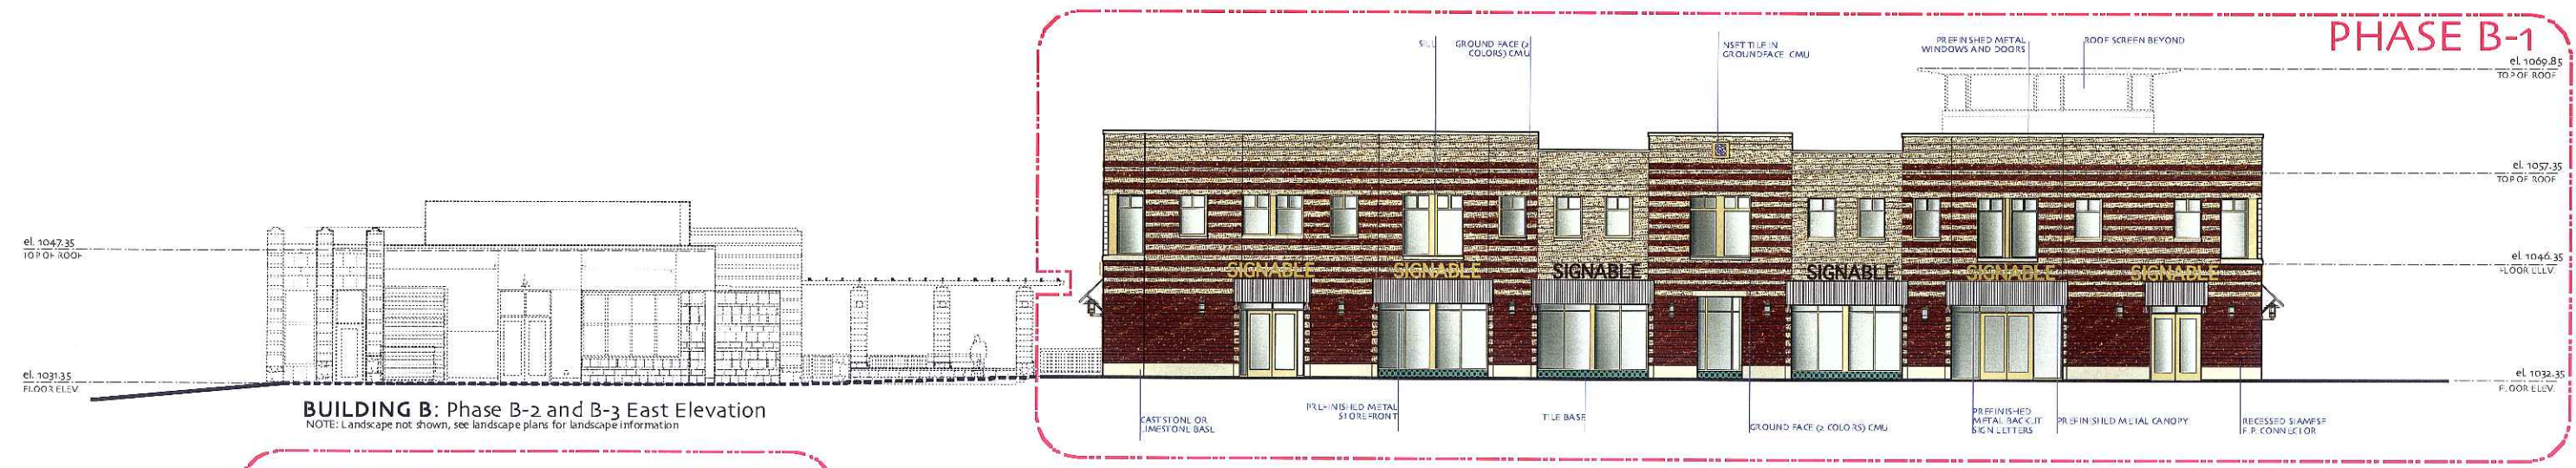 PHASE B-1
SILL
GROUND FACE (2
COLORS) CMU
INSET TILE IN
GROUNDFACE CMU
PREFINISHED METAL
WINDOWS AND DOORS
ROOF SCREEN BEYOND
el. 1069.85
TOP OF ROOF
el. 1057.35
TOP OF ROOF
el. 1047.35
TOP OF ROOF
el. 1046.35
FLOOR ELEV.
SIGNABLE
SIGNABLE
SIGNABLE
SIGNABLE
SIGNABLE
SIGNABLE
el. 1031.35
FLOOR ELEV.
el. 1032.35
FLOOR ELEV.
BUILDING B: Phase B-2 and B-3 East Elevation
NOTE: Landscape not shown, see landscape plans for landscape information
CAST STONE OR
LIMESTONE BASE
PREFINISHED METAL
STOREFRONT
TILE BASE
GROUND FACE (2 COLORS) CMU
PREFINISHED
METAL BACKLIT
SIGN LETTERS
PREFINISHED METAL CANOPY
RECESSED SIAMESE
F.P. CONNECTOR